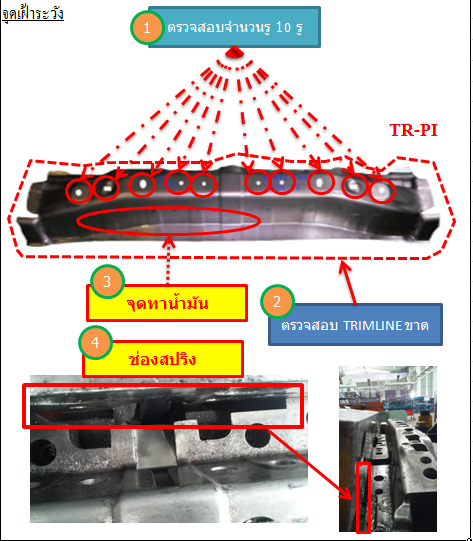 จุดเฝ้าระวัง
1
ตรวจสอบจำนวนรู 10 รู
TR-PI
3
จุดทาน้ำมัน
2
ตรวจสอบ TRIMLINE ขาด
4
ช่องสปริง